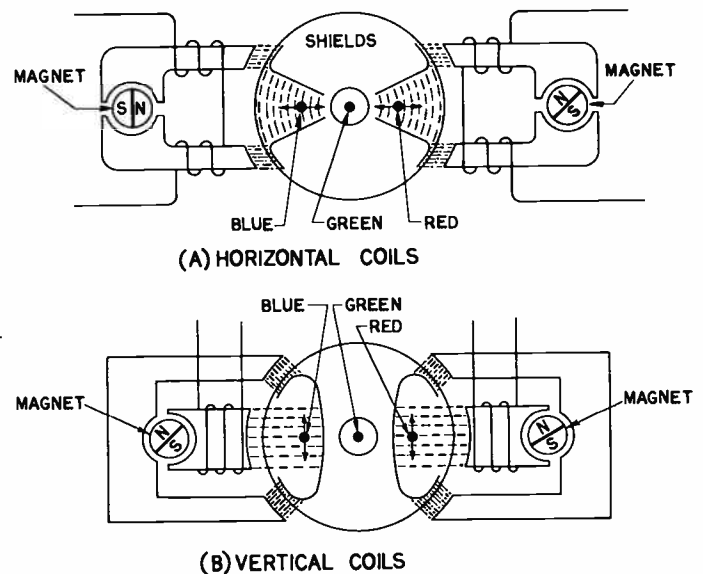 SHIELDS
MAGNET
MAGNET
S N
N S
BLUE
GREEN
RED
(A) HORIZONTAL COILS
BLUE
GREEN
RED
MAGNET
MAGNET
N S
N S
(B) VERTICAL COILS